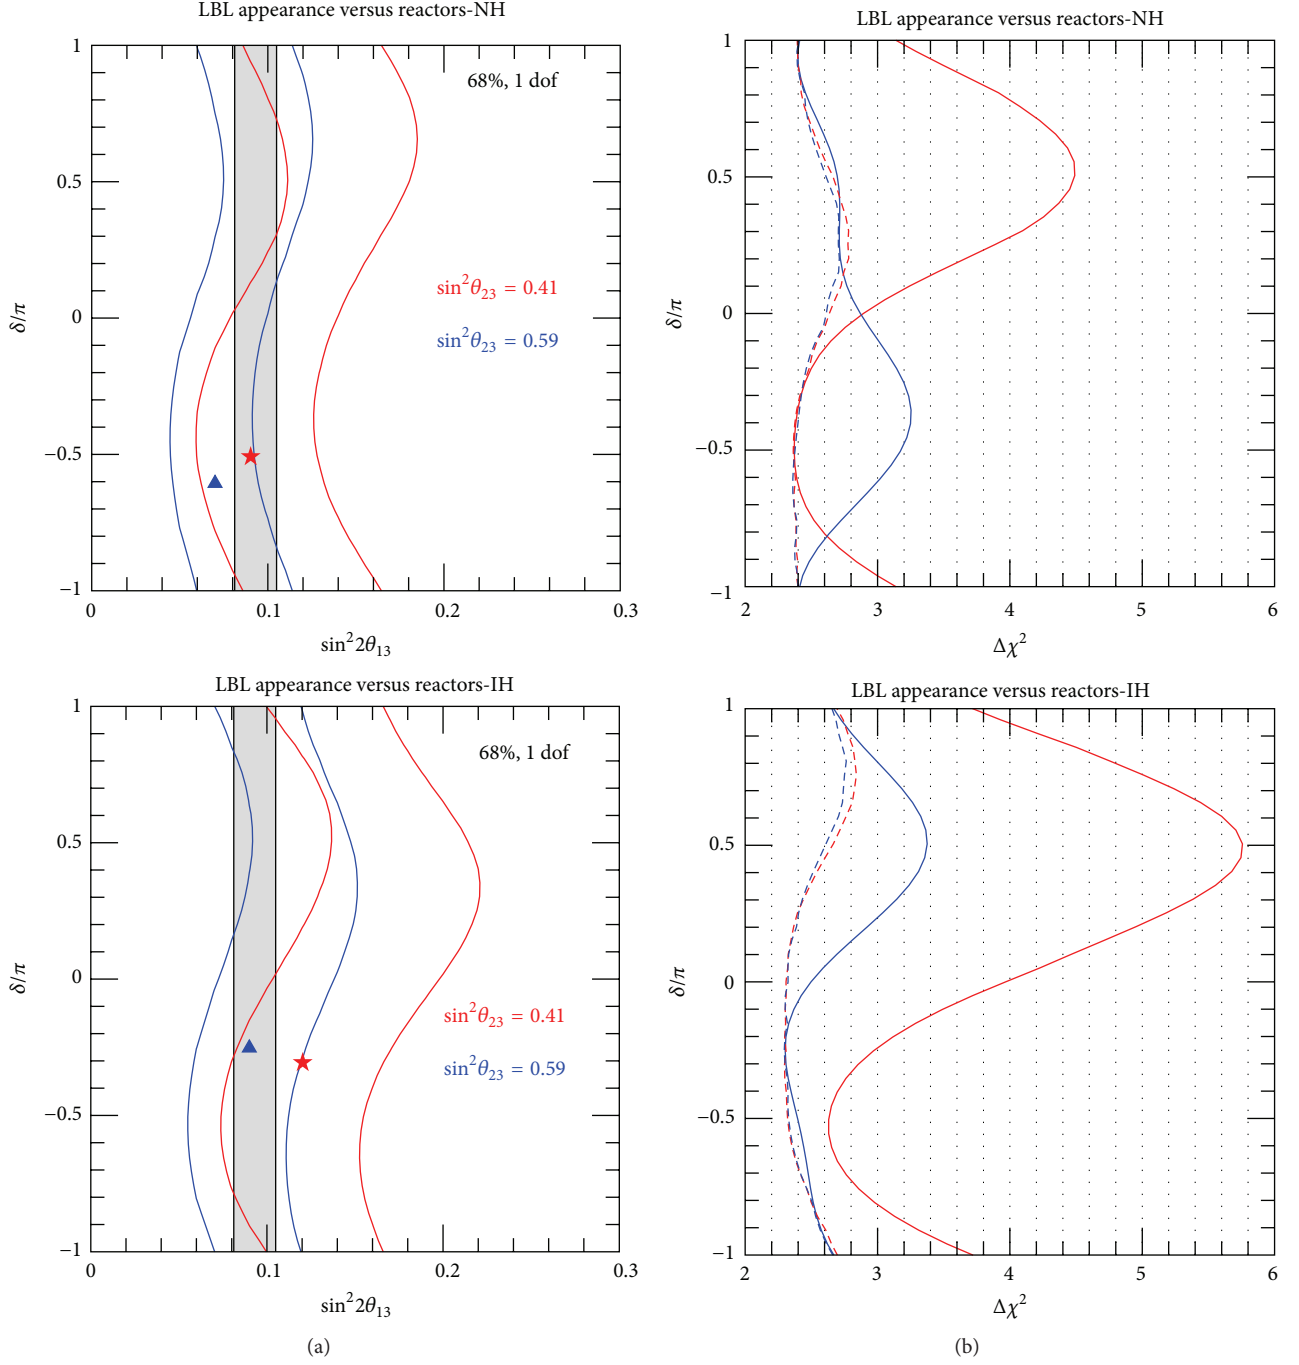 LBL appearance versus reactors-NH
1
0.5
0
−0.5
−1
δ/π
68%, 1 dof
sin²θ₂₃ = 0.41
sin²θ₂₃ = 0.59
0 0.1 0.2 0.3
sin²2θ₁₃
LBL appearance versus reactors-NH
1
0.5
0
−0.5
−1
δ/π
2 3 4 5 6
Δχ²
LBL appearance versus reactors-IH
1
0.5
0
−0.5
−1
δ/π
68%, 1 dof
sin²θ₂₃ = 0.41
sin²θ₂₃ = 0.59
0 0.1 0.2 0.3
sin²2θ₁₃
(a)
LBL appearance versus reactors-IH
1
0.5
0
−0.5
−1
δ/π
2 3 4 5 6
Δχ²
(b)